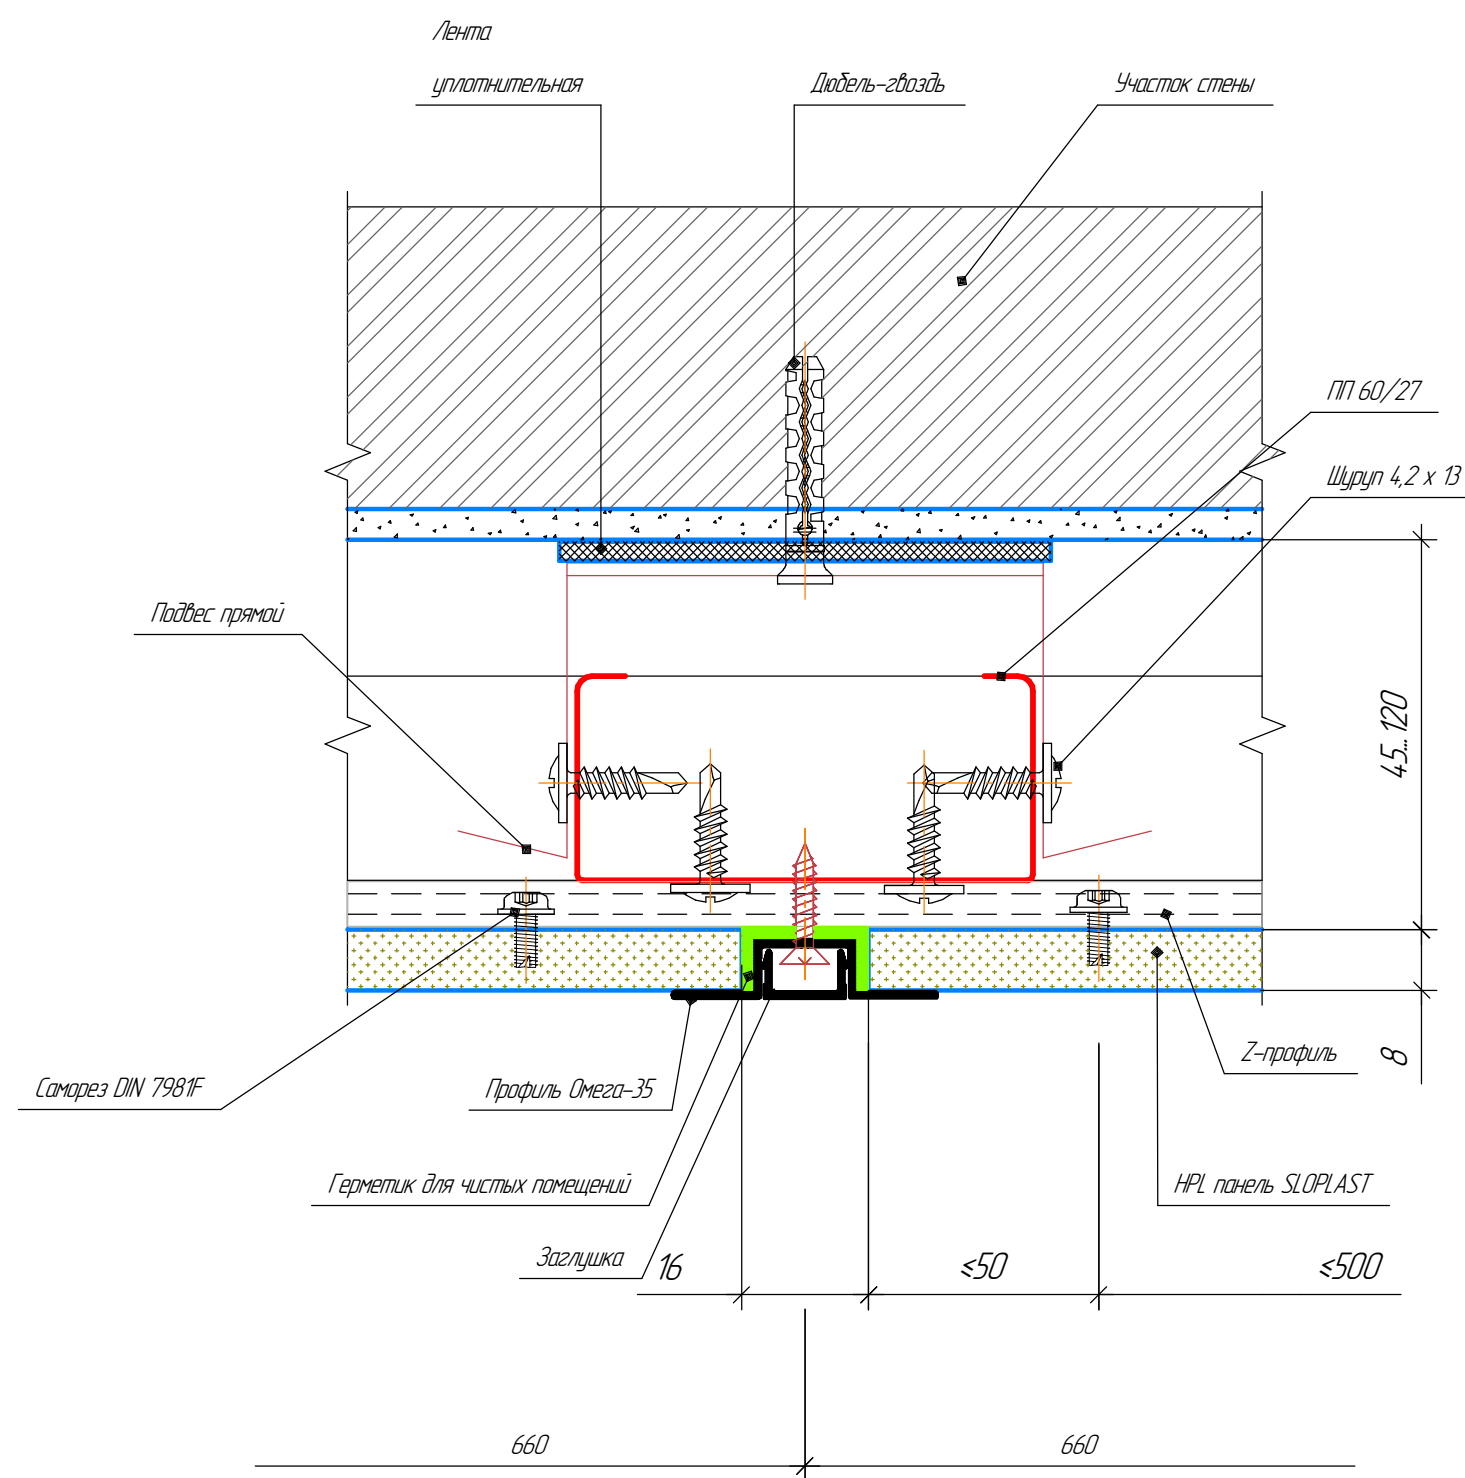 Лента
уплотнительная
Дюбель-гвоздь
Участок стены
ПП 60/27
Шуруп 4,2 х 13
Подвес прямой
45...120
Z-профиль
8
Саморез DIN 7981F
Профиль Омега-35
Герметик для чистых помещений
HPL панель SLOPLAST
Заглушка
16
≤50
≤500
660
660